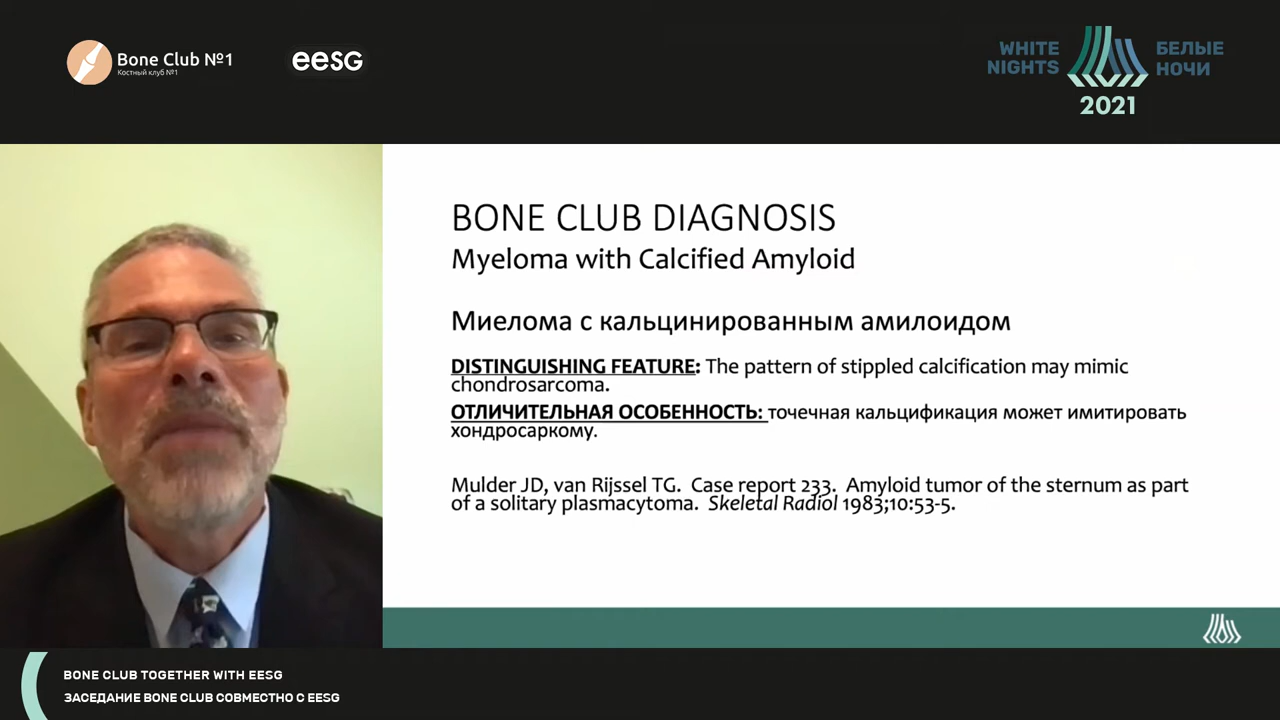 Bone Club №1
Костный клуб №1
eesg
WHITE
NIGHTS
БЕЛЫЕ
НОЧИ
2021
BONE CLUB DIAGNOSIS
Myeloma with Calcified Amyloid
Миелома с кальцинированным амилоидом
DISTINGUISHING FEATURE: The pattern of stippled calcification may mimic
chondrosarcoma.
ОТЛИЧИТЕЛЬНАЯ ОСОБЕННОСТЬ: точечная кальцификация может имитировать
хондросаркому.
Mulder JD, van Rijssel TG. Case report 233. Amyloid tumor of the sternum as part
of a solitary plasmacytoma. Skeletal Radiol 1983;10:53-5.
BONE CLUB TOGETHER WITH EESG
ЗАСЕДАНИЕ BONE CLUB СОВМЕСТНО С EESG